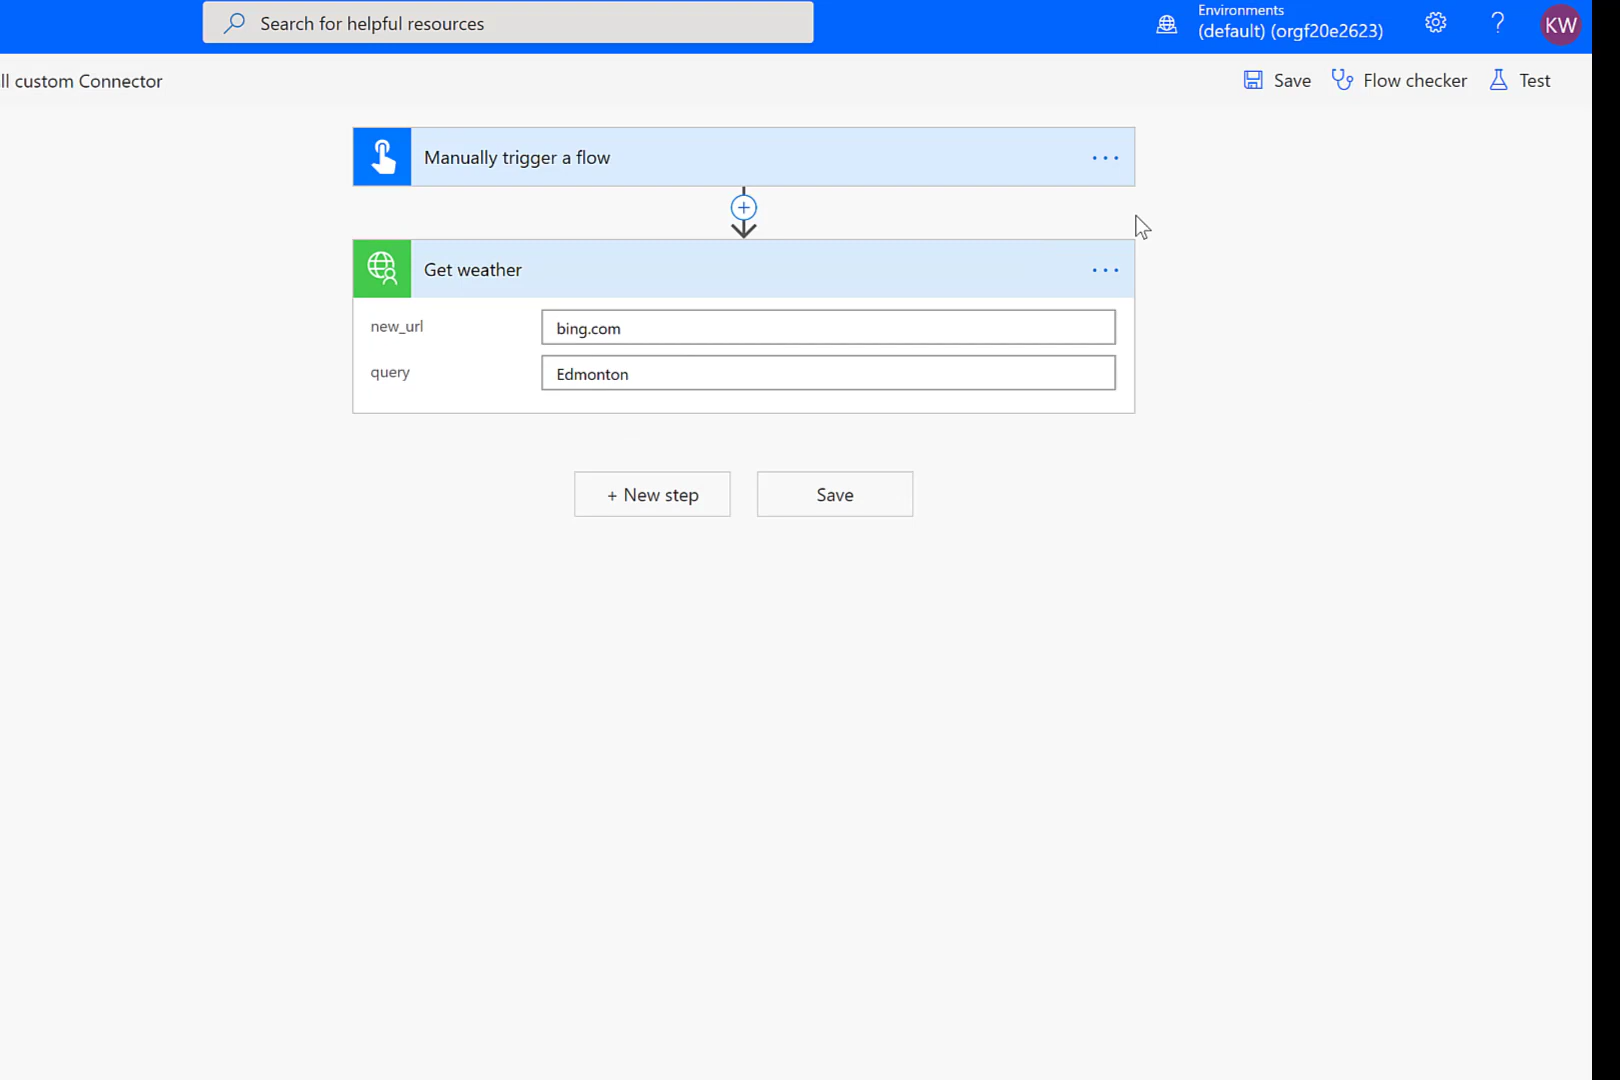 Search for helpful resources
Environments
(default) (orgf20e2623)
?
KW
ll custom Connector
Save
Flow checker
Test
Manually trigger a flow
...
+
Get weather
...
new_url
bing.com
query
Edmonton
+ New step
Save